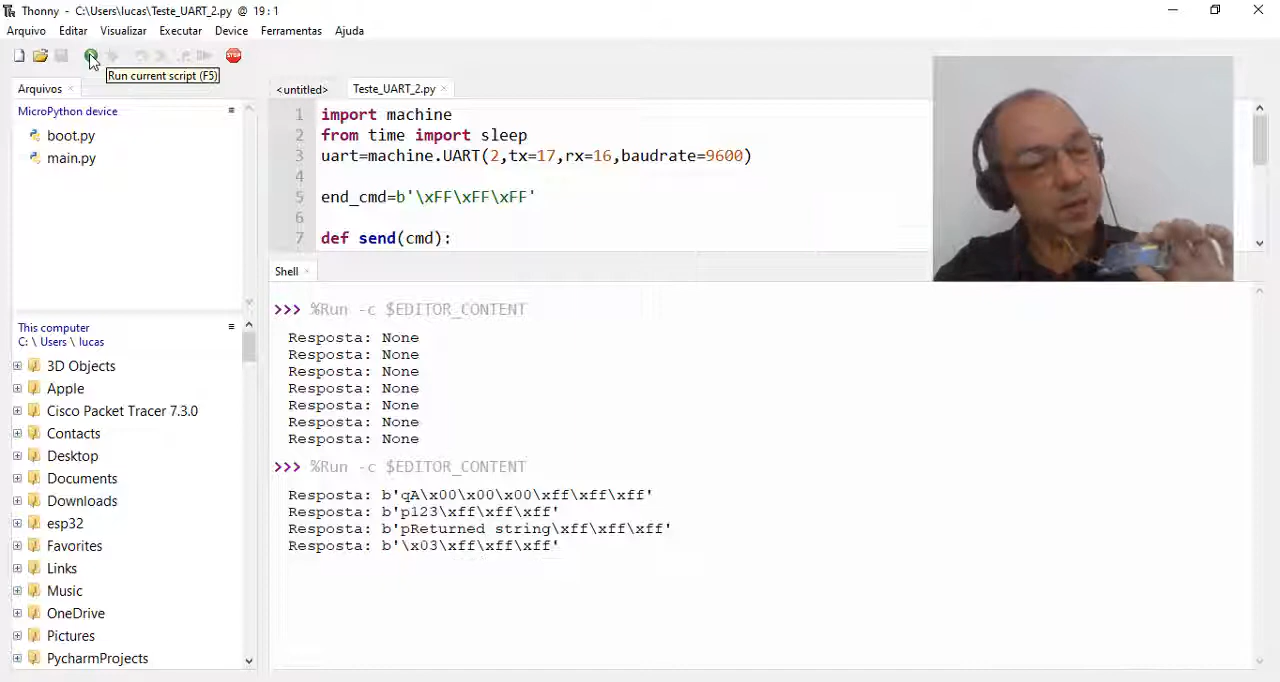 Thonny - C:\Users\lucas\Teste_UART_2.py @ 19 : 1
Arquivo Editar Visualizar Executar Device Ferramentas Ajuda
STOP
Run current script (F5)
Arquivos
MicroPython device
boot.py
main.py
This computer
C: \ Users \ lucas
3D Objects
Apple
Cisco Packet Tracer 7.3.0
Contacts
Desktop
Documents
Downloads
esp32
Favorites
Links
Music
OneDrive
Pictures
PycharmProjects
<untitled> Teste_UART_2.py
1 import machine
2 from time import sleep
3 uart=machine.UART(2,tx=17,rx=16,baudrate=9600)
4
5 end_cmd=b'\xFF\xFF\xFF'
6
7 def send(cmd):
Shell
>>> %Run -c $EDITOR_CONTENT
Resposta: None
Resposta: None
Resposta: None
Resposta: None
Resposta: None
Resposta: None
Resposta: None
>>> %Run -c $EDITOR_CONTENT
Resposta: b'qA\x00\x00\x00\xff\xff\xff'
Resposta: b'p123\xff\xff\xff'
Resposta: b'pReturned string\xff\xff\xff'
Resposta: b'\x03\xff\xff\xff'